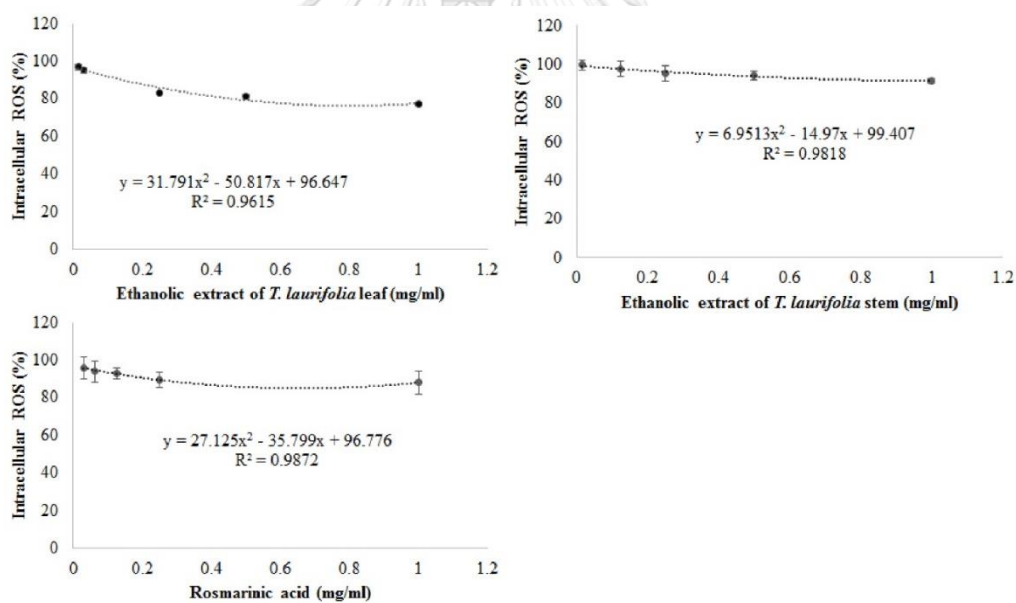 120
100
80
60
40
20
0
Intracellular ROS (%)
y = 31.791x² - 50.817x + 96.647
R² = 0.9615
0 0.2 0.4 0.6 0.8 1 1.2
Ethanolic extract of T. laurifolia leaf (mg/ml)
120
100
80
60
40
20
0
Intracellular ROS (%)
y = 6.9513x² - 14.97x + 99.407
R² = 0.9818
0 0.2 0.4 0.6 0.8 1 1.2
Ethanolic extract of T. laurifolia stem (mg/ml)
120
100
80
60
40
20
0
Intracellular ROS (%)
y = 27.125x² - 35.799x + 96.776
R² = 0.9872
0 0.2 0.4 0.6 0.8 1 1.2
Rosmarinic acid (mg/ml)